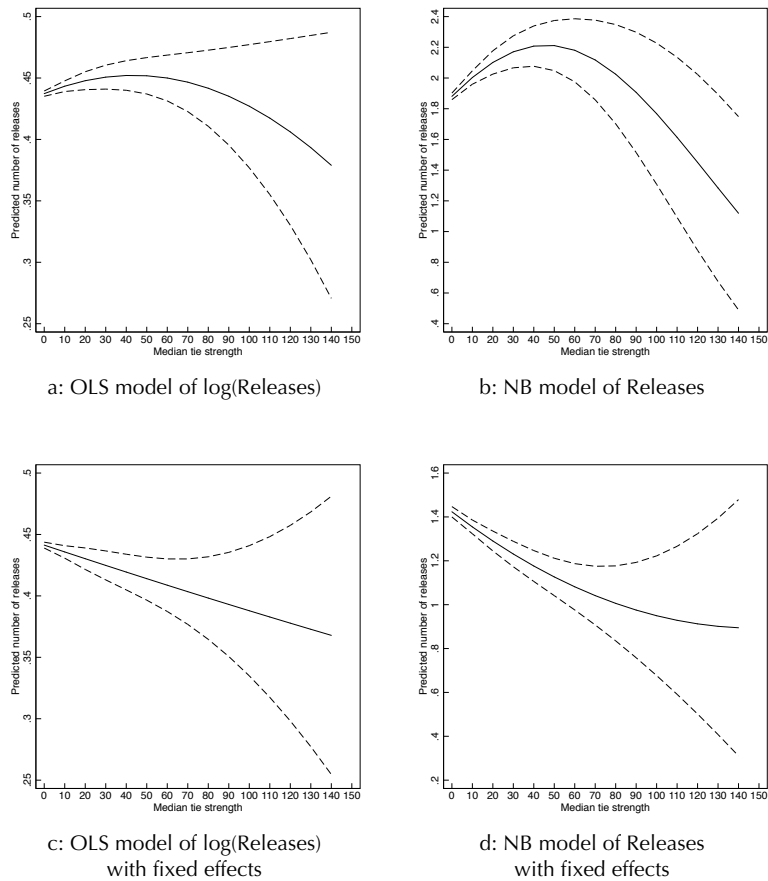 Predicted number of releases
.25 .3 .35 .4 .45 .5
0 10 20 30 40 50 60 70 80 90 100 110 120 130 140 150
Median tie strength
a: OLS model of log(Releases)
Predicted number of releases
.4 .6 .8 1 1.2 1.4 1.6 1.8 2 2.2 2.4
0 10 20 30 40 50 60 70 80 90 100 110 120 130 140 150
Median tie strength
b: NB model of Releases
Predicted number of releases
.25 .3 .35 .4 .45 .5
0 10 20 30 40 50 60 70 80 90 100 110 120 130 140 150
Median tie strength
c: OLS model of log(Releases)
with fixed effects
Predicted number of releases
.2 .4 .6 .8 1 1.2 1.4 1.6
0 10 20 30 40 50 60 70 80 90 100 110 120 130 140 150
Median tie strength
d: NB model of Releases
with fixed effects